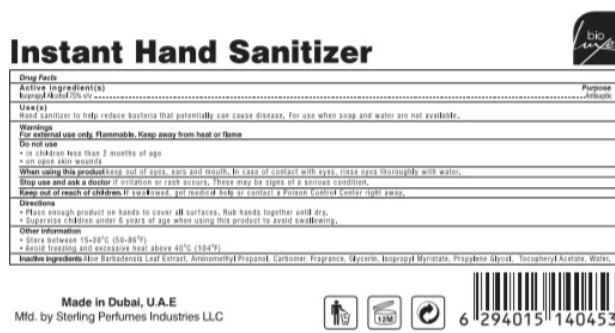 bio
luxe
Instant Hand Sanitizer
Drug Facts
Active ingredient(s) Purpose
Isopropyl Alcohol 75% v/v Antiseptic
Use(s)
Hand sanitizer to help reduce bacteria that potentially can cause disease. For use when soap and water are not available.
Warnings
For external use only, Flammable, Keep away from heat or flame
Do not use
• in children less than 2 months of age
• on open skin wounds
When using this product keep out of eyes, ears and mouth. In case of contact with eyes, rinse eyes thoroughly with water.
Stop use and ask a doctor if irritation or rash occurs. These may be signs of a serious condition.
Keep out of reach of children. If swallowed, get medical help or contact a Poison Control Center right away.
Directions
• Place enough product on hands to cover all surfaces. Rub hands together until dry.
• Supervise children under 6 years of age when using this product to avoid swallowing.
Other information
• Store between 15-30°C (59-86°F)
• Avoid freezing and excessive heat above 40°C (104°F)
Inactive ingredients Aloe Barbadensis Leaf Extract, Aminomethyl Propanol, Carbomer, Fragrance, Glycerin, Isopropyl Myristate, Propylene Glycol, Tocopheryl Acetate, Water.
Made in Dubai, U.A.E
Mfd. by Sterling Perfumes Industries LLC
12M
6 294015 140453